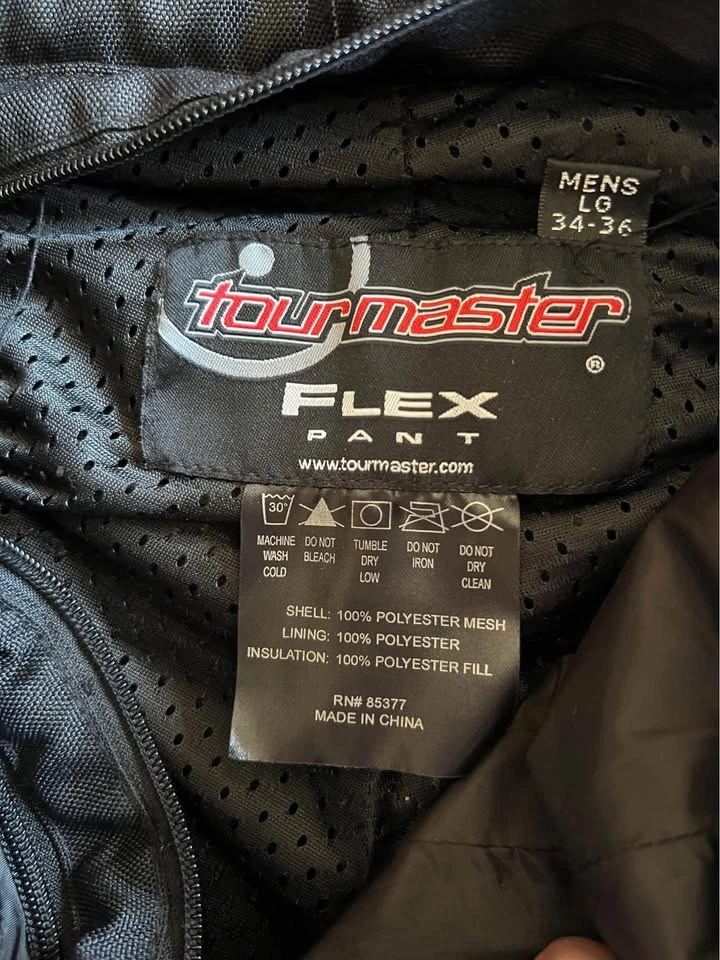 MENS
LG
34-36
tourmaster
®
FLEX
PANT
www.tourmaster.com
30°
MACHINE WASH COLD
DO NOT BLEACH
TUMBLE DRY LOW
DO NOT IRON
DO NOT DRY CLEAN
SHELL: 100% POLYESTER MESH
LINING: 100% POLYESTER
INSULATION: 100% POLYESTER FILL
RN# 85377
MADE IN CHINA